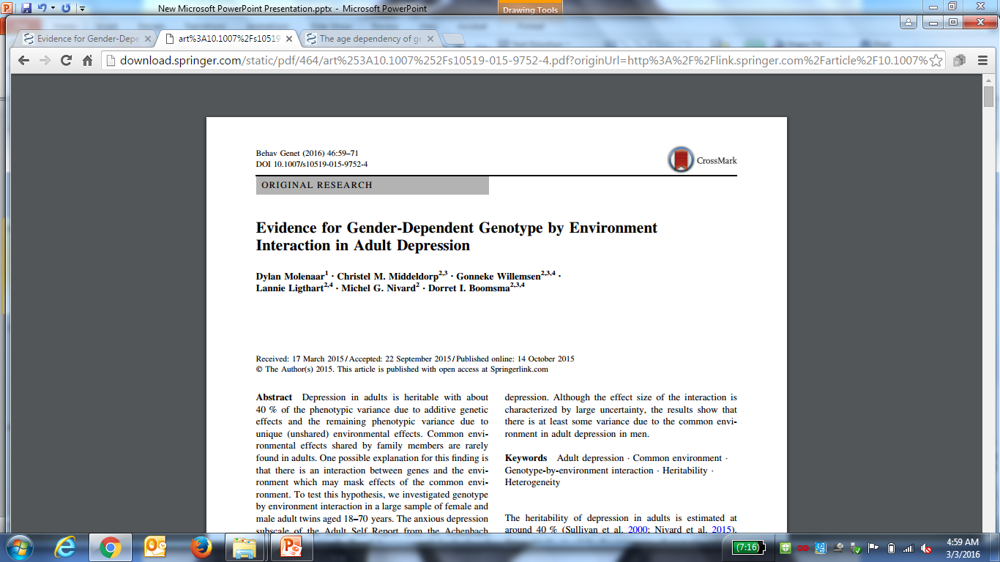 New Microsoft PowerPoint Presentation.pptx - Microsoft PowerPoint
Drawing Tools
Evidence for Gender-Depe
art%3A10.1007%2Fs10519
The age dependency of ge
download.springer.com/static/pdf/464/art%253A10.1007%252Fs10519-015-9752-4.pdf?originUrl=http%3A%2F%2Flink.springer.com%2Farticle%2F10.1007%
Behav Genet (2016) 46:59–71
DOI 10.1007/s10519-015-9752-4
CrossMark
ORIGINAL RESEARCH
Evidence for Gender-Dependent Genotype by Environment
Interaction in Adult Depression
Dylan Molenaar1 · Christel M. Middeldorp2,3 · Gonneke Willemsen2,3,4 ·
Lannie Ligthart2,4 · Michel G. Nivard2 · Dorret I. Boomsma2,3,4
Received: 17 March 2015 / Accepted: 22 September 2015 / Published online: 14 October 2015
© The Author(s) 2015. This article is published with open access at Springerlink.com
Abstract Depression in adults is heritable with about
40 % of the phenotypic variance due to additive genetic
effects and the remaining phenotypic variance due to
unique (unshared) environmental effects. Common envi-
ronmental effects shared by family members are rarely
found in adults. One possible explanation for this finding is
that there is an interaction between genes and the envi-
ronment which may mask effects of the common envi-
ronment. To test this hypothesis, we investigated genotype
by environment interaction in a large sample of female and
male adult twins aged 18–70 years. The anxious depression
subscale of the Adult Self Report from the Achenbach
depression. Although the effect size of the interaction is
characterized by large uncertainty, the results show that
there is at least some variance due to the common envi-
ronment in adult depression in men.
Keywords Adult depression · Common environment ·
Genotype-by-environment interaction · Heritability ·
Heterogeneity
The heritability of depression in adults is estimated at
around 40 % (Sullivan et al. 2000; Nivard et al. 2015).
(7:16)
4:59 AM
3/3/2016